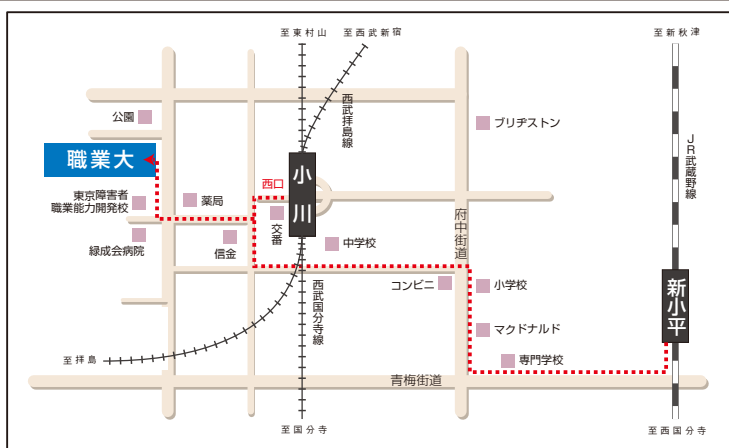 至東村山
至西武新宿
至新秋津
公園
西武拝島線
ブリヂストン
JR武蔵野線
職業大
小川
西口
東京障害者
職業能力開発校
薬局
交番
府中街道
緑成会病院
信金
中学校
コンビニ
小学校
新小平
西武国分寺線
マクドナルド
至拝島
専門学校
青梅街道
至国分寺
至西国分寺